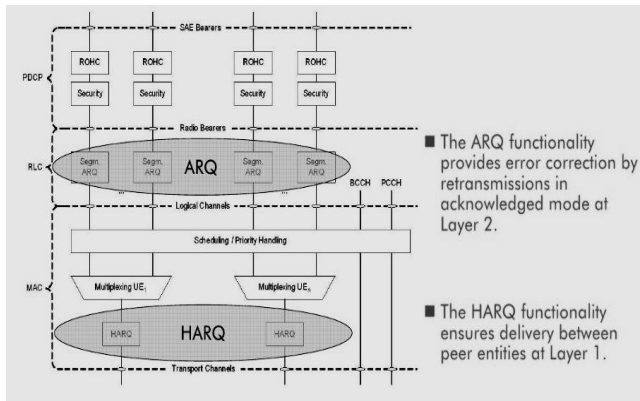 SAE Bearers
ROHC ROHC ROHC ROHC
PDCP
Security Security Security Security
Radio Bearers
Segm. ARQ Segm. ARQ ARQ Segm. ARQ Segm. ARQ
RLC
... ...
BCCH PCCH
Logical Channels
Scheduling / Priority Handling
MAC
Multiplexing UE1 Multiplexing UEn
HARQ HARQ HARQ
Transport Channels
■ The ARQ functionality
provides error correction by
retransmissions in
acknowledged mode at
Layer 2.
■ The HARQ functionality
ensures delivery between
peer entities at Layer 1.